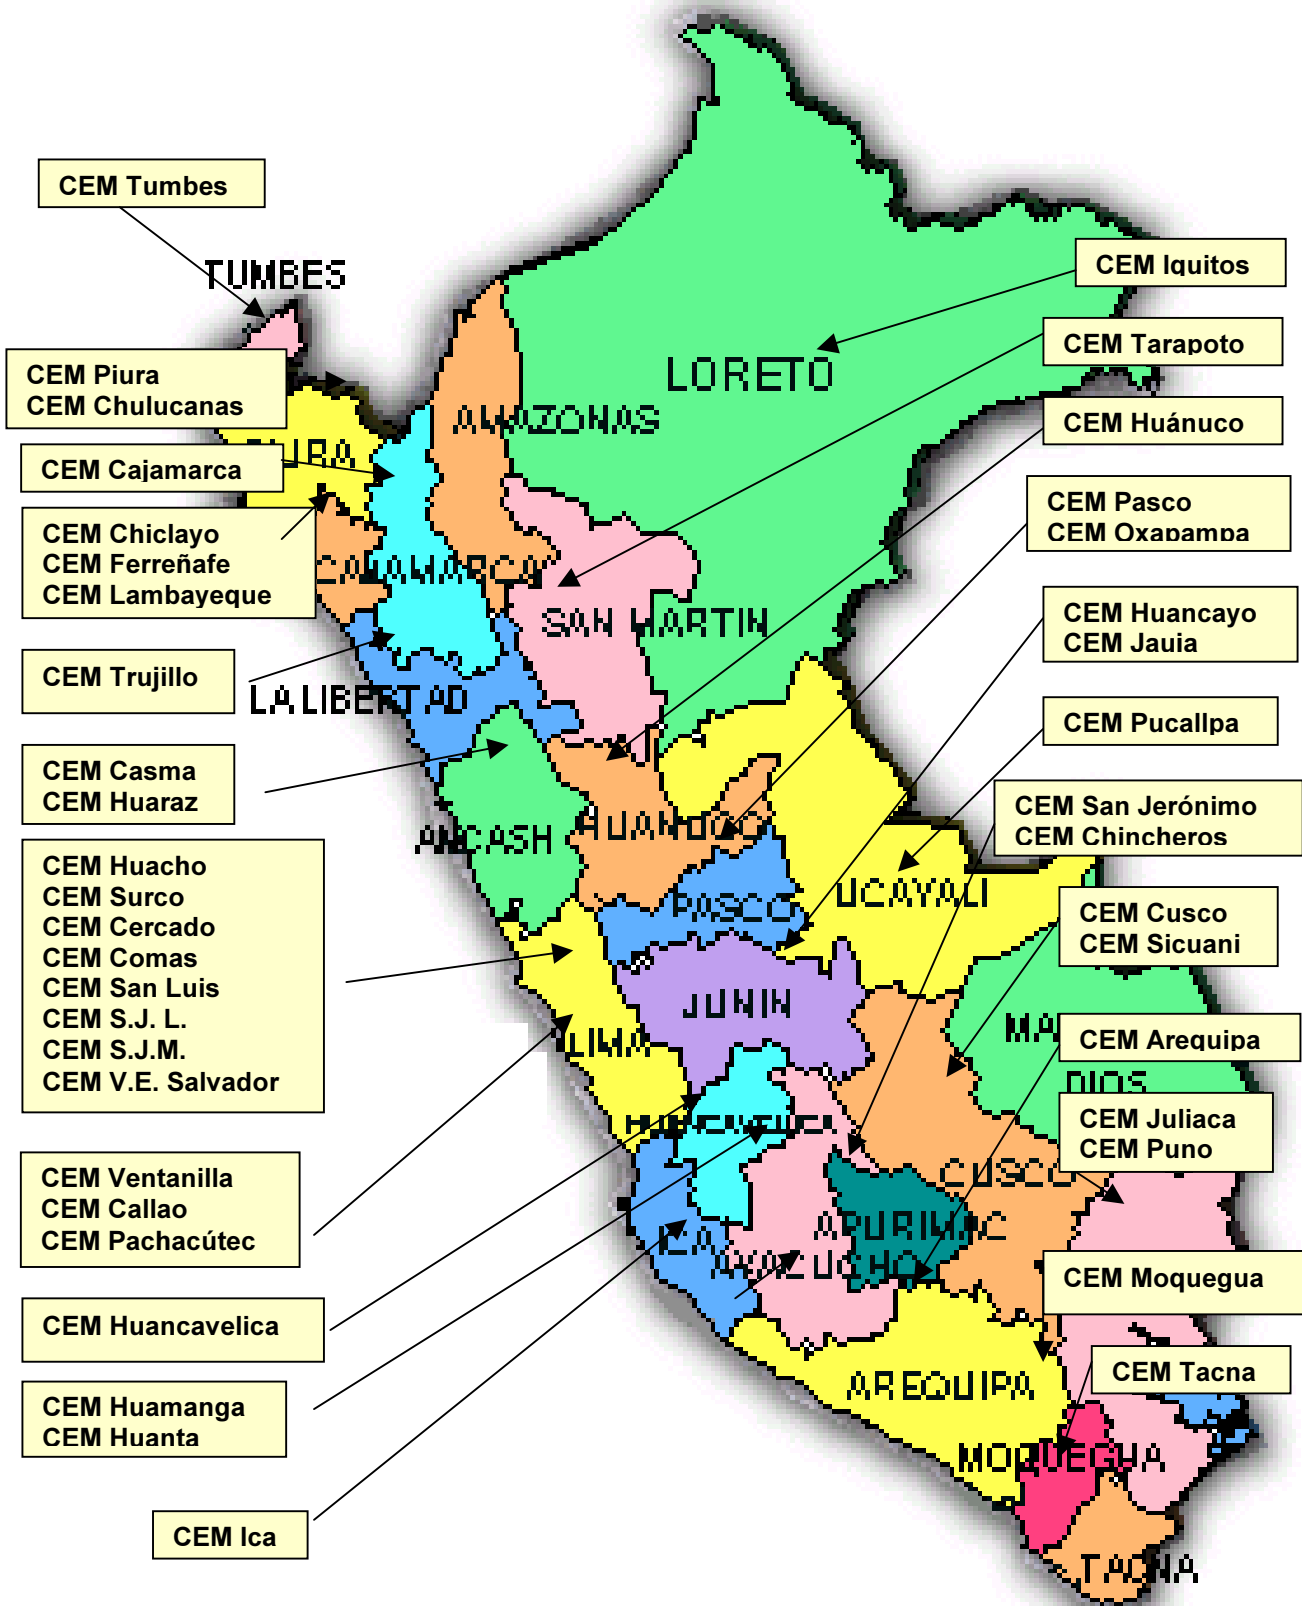 CEM Tumbes
TUMBES
CEM Iquitos
CEM Tarapoto
LORETO
CEM Piura
CEM Chulucanas
AMAZONAS
CEM Huánuco
CEM Cajamarca
CEM Pasco
CEM Oxapampa
CEM Chiclayo
CEM Ferreñafe
CEM Lambayeque
CAJAMARCA
SAN MARTIN
CEM Huancayo
CEM Jauja
CEM Trujillo
LA LIBERTAD
CEM Pucallpa
CEM Casma
CEM Huaraz
CEM San Jerónimo
CEM Chincheros
ANCASH
HUANUCO
CEM Huacho
CEM Surco
CEM Cercado
CEM Comas
CEM San Luis
CEM S.J. L.
CEM S.J.M.
CEM V.E. Salvador
PASCO
UCAYALI
CEM Cusco
CEM Sicuani
JUNIN
MA
LIMA
CEM Arequipa
DIOS
CEM Juliaca
CEM Puno
HUANCAVELICA
CUSCO
CEM Ventanilla
CEM Callao
CEM Pachacútec
APURIMAC
ICA
AYACUCHO
CEM Moquegua
CEM Huancavelica
CEM Tacna
AREQUIPA
CEM Huamanga
CEM Huanta
MOQUEGUA
CEM Ica
TACNA